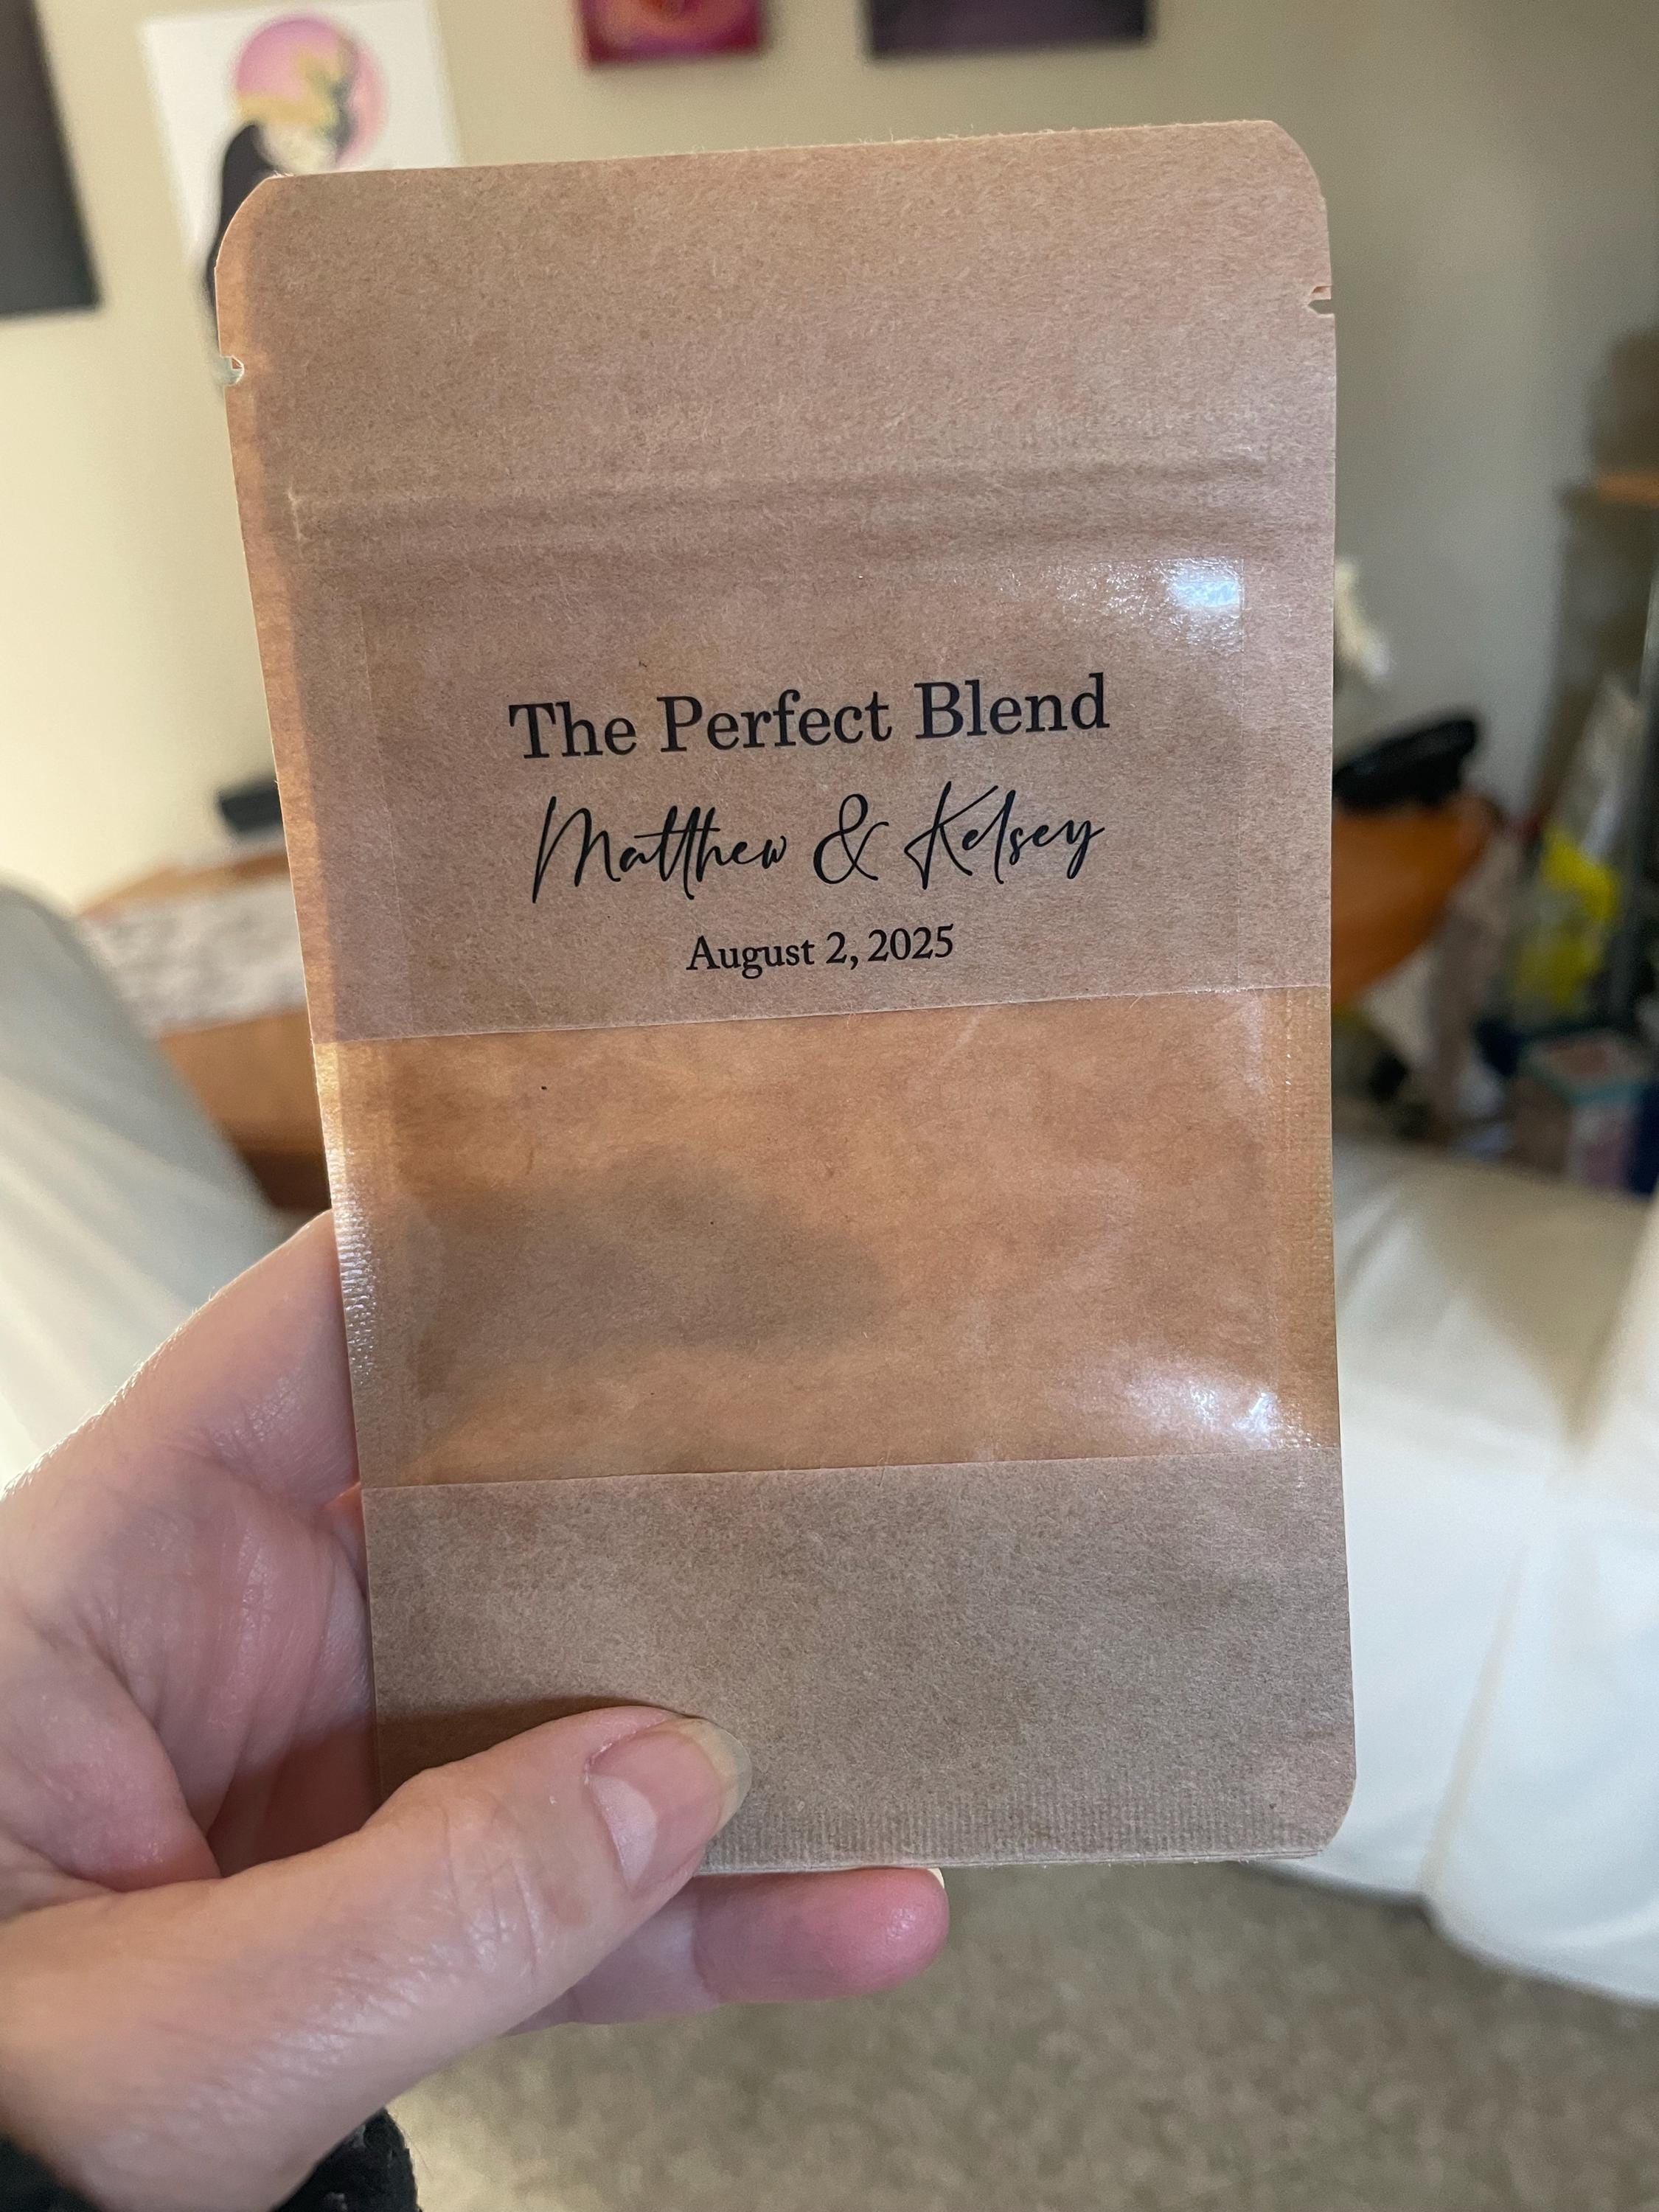 The Perfect Blend
Matthew & Kelsey
August 2, 2025